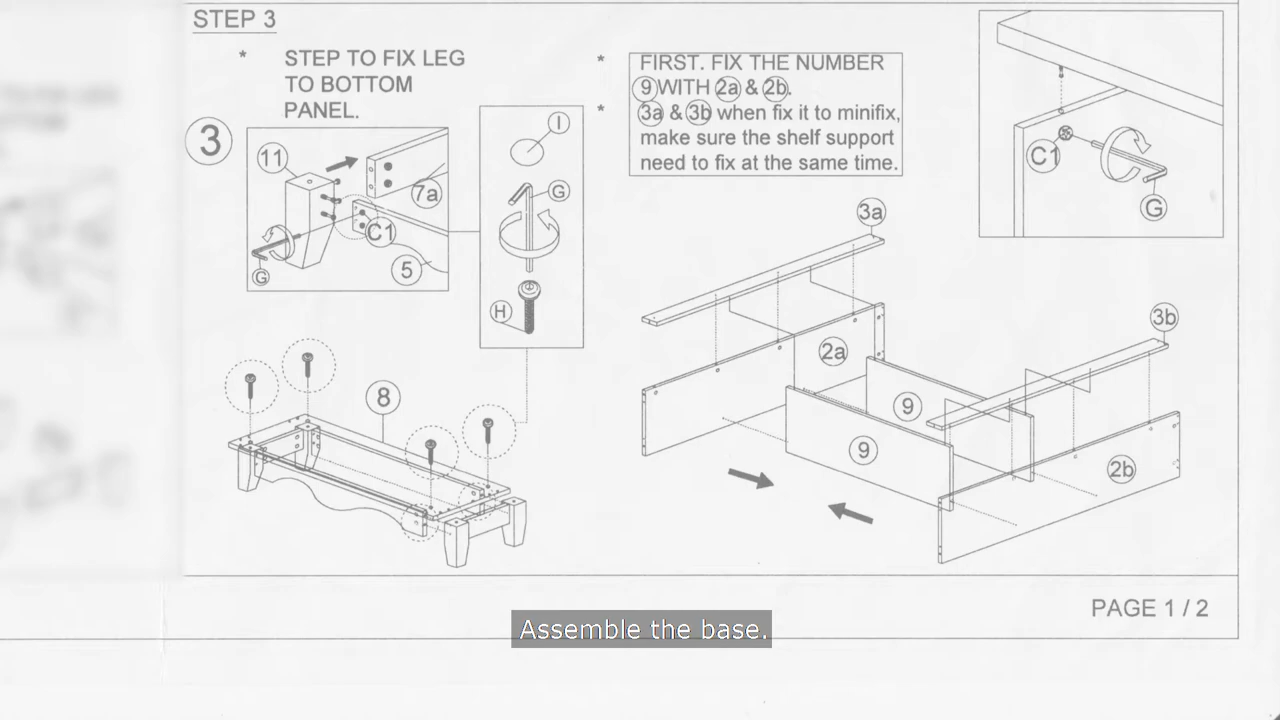 STEP 3
* STEP TO FIX LEG
TO BOTTOM
PANEL.
3
11
7a
C1
5
G
I
G
H
8
* FIRST. FIX THE NUMBER
9 WITH 2a & 2b.
* 3a & 3b when fix it to minifix,
make sure the shelf support
need to fix at the same time.
C1
G
3a
2a
3b
9
9
2b
PAGE 1 / 2
Assemble the base.